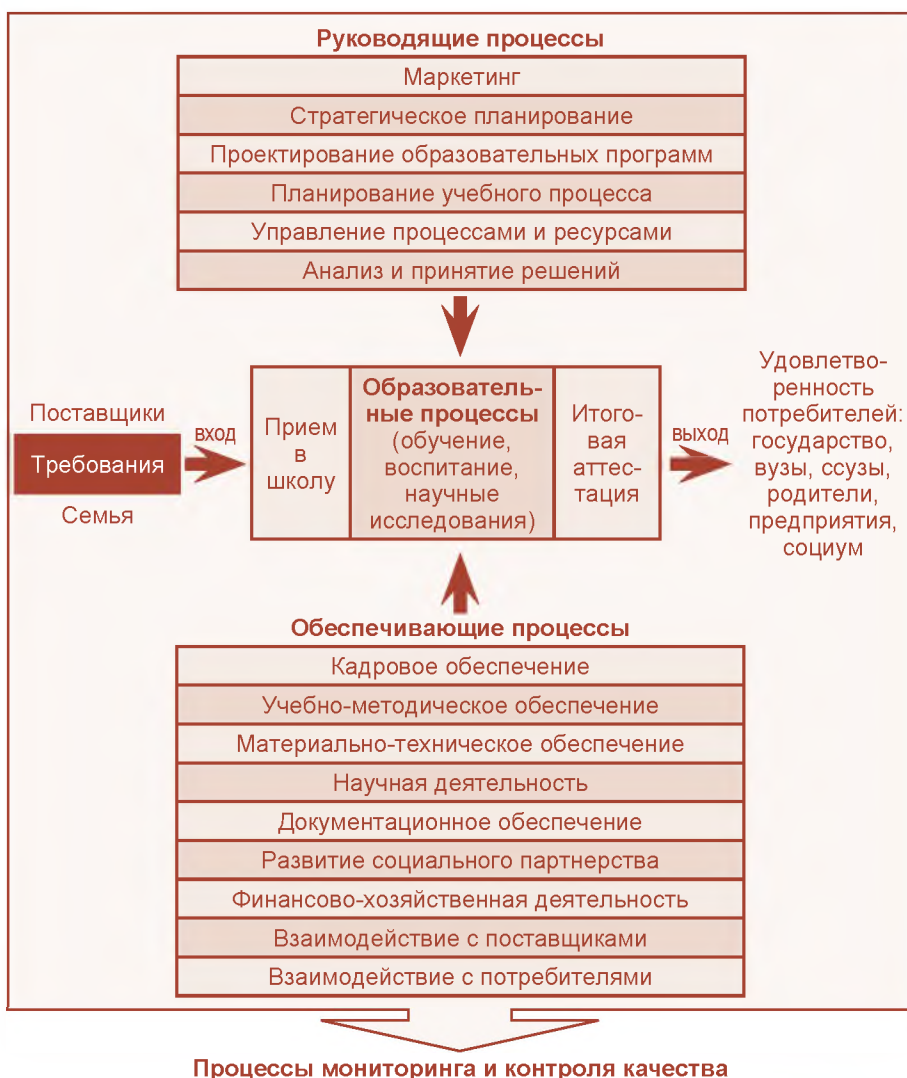 Руководящие процессы
Маркетинг
Стратегическое планирование
Проектирование образовательных программ
Планирование учебного процесса
Управление процессами и ресурсами
Анализ и принятие решений
Поставщики
Требования
Семья
вход
Прием
в
школу
Образователь-
ные процессы
(обучение,
воспитание,
научные
исследования)
Итого-
вая
аттес-
тация
выход
Удовлетво-
ренность
потребителей:
государство,
вузы, ссузы,
родители,
предприятия,
социум
Обеспечивающие процессы
Кадровое обеспечение
Учебно-методическое обеспечение
Материально-техническое обеспечение
Научная деятельность
Документационное обеспечение
Развитие социального партнерства
Финансово-хозяйственная деятельность
Взаимодействие с поставщиками
Взаимодействие с потребителями
Процессы мониторинга и контроля качества